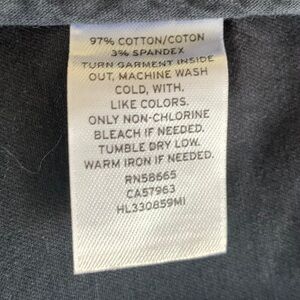 97% COTTON/COTON
3% SPANDEX
TURN GARMENT INSIDE
OUT, MACHINE WASH
COLD, WITH.
LIKE COLORS.
ONLY NON-CHLORINE
BLEACH IF NEEDED.
TUMBLE DRY LOW.
WARM IRON IF NEEDED.
RN58665
CA57963
HL330859MI